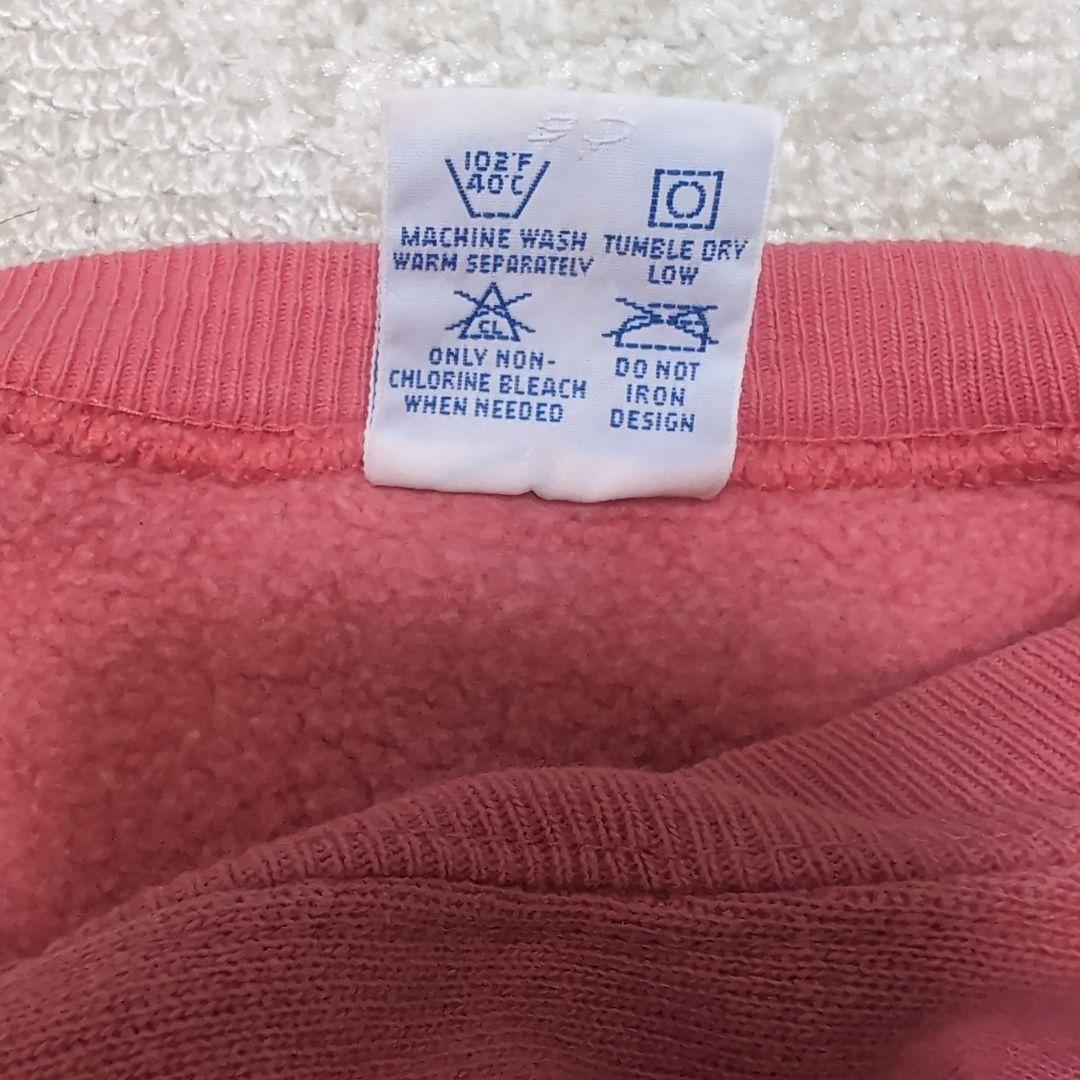 102°F
40°C
MACHINE WASH
WARM SEPARATELY
TUMBLE DRY
LOW
CL
ONLY NON-
CHLORINE BLEACH
WHEN NEEDED
DO NOT
IRON
DESIGN